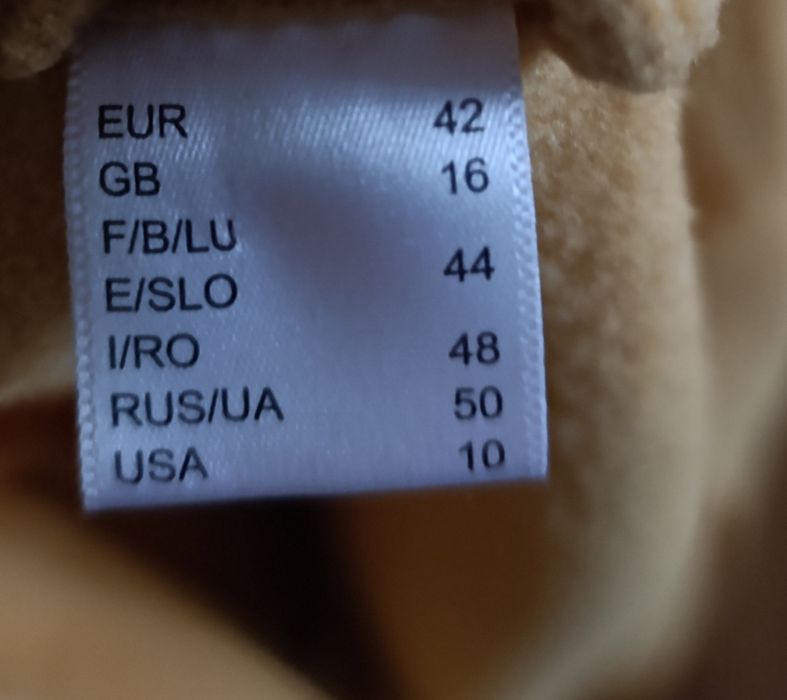 EUR 42
GB 16
F/B/LU
44
E/SLO
I/RO 48
RUS/UA 50
USA 10